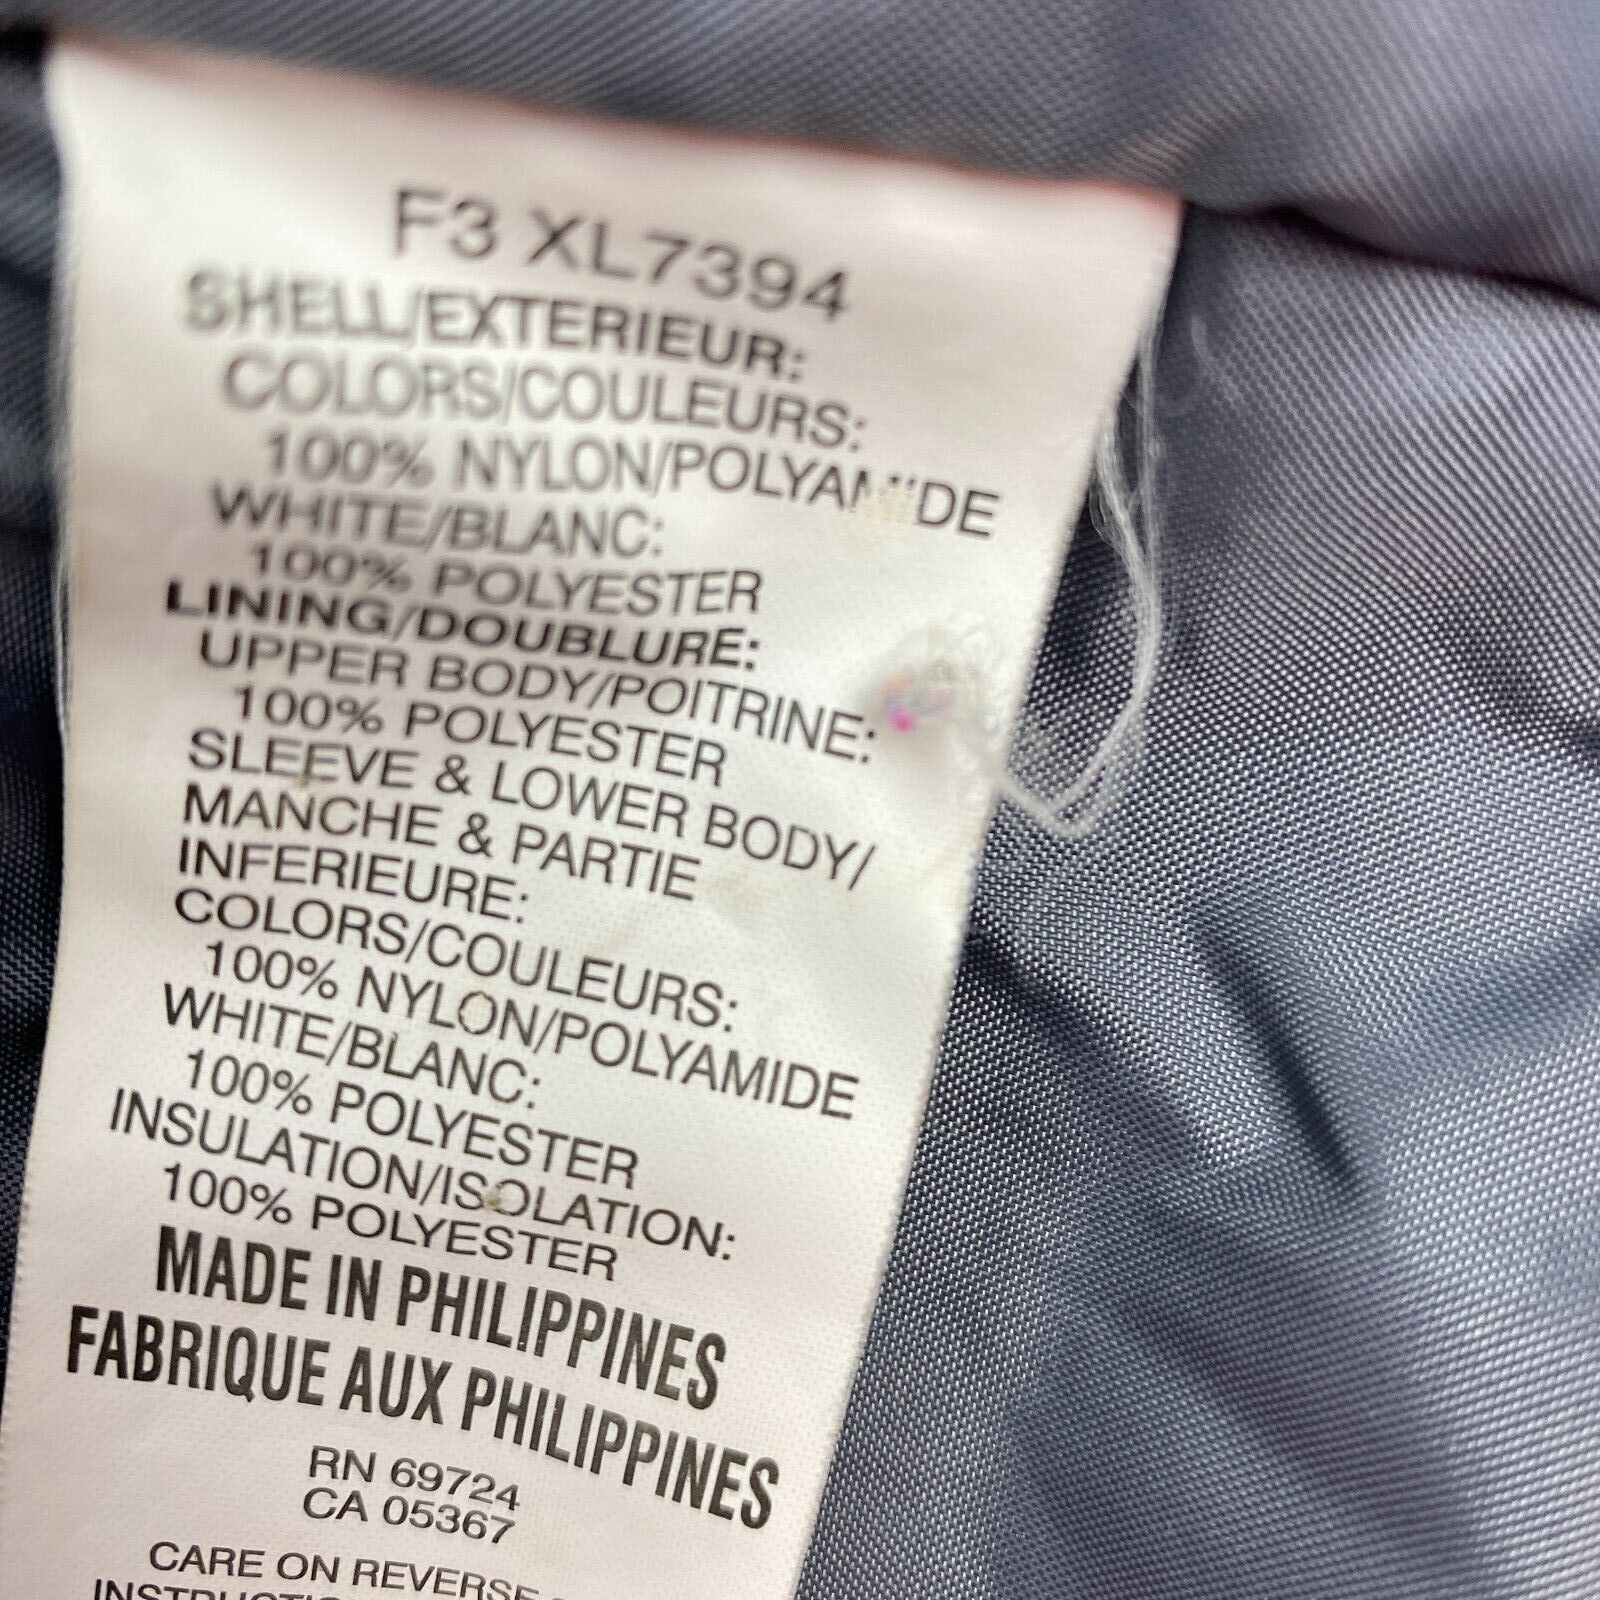 F3 XL7394
SHELL/EXTERIEUR:
COLORS/COULEURS:
100% NYLON/POLYAMIDE
WHITE/BLANC:
100% POLYESTER
LINING/DOUBLURE:
UPPER BODY/POITRINE:
100% POLYESTER
SLEEVE & LOWER BODY/
MANCHE & PARTIE
INFERIEURE:
COLORS/COULEURS:
100% NYLON/POLYAMIDE
WHITE/BLANC:
100% POLYESTER
INSULATION/ISOLATION:
100% POLYESTER
MADE IN PHILIPPINES
FABRIQUE AUX PHILIPPINES
RN 69724
CA 05367
CARE ON REVERSE